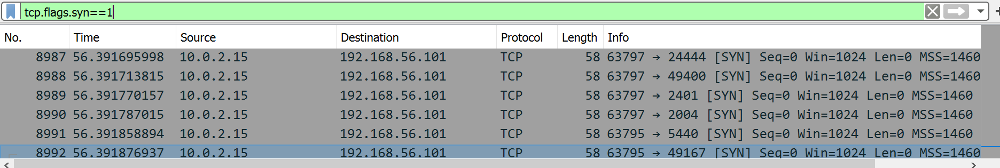 tcp.flags.syn==1
No. Time Source Destination Protocol Length Info
8987 56.391695998 10.0.2.15 192.168.56.101 TCP 58 63797 → 24444 [SYN] Seq=0 Win=1024 Len=0 MSS=1460
8988 56.391713815 10.0.2.15 192.168.56.101 TCP 58 63797 → 49400 [SYN] Seq=0 Win=1024 Len=0 MSS=1460
8989 56.391770157 10.0.2.15 192.168.56.101 TCP 58 63797 → 2401 [SYN] Seq=0 Win=1024 Len=0 MSS=1460
8990 56.391787015 10.0.2.15 192.168.56.101 TCP 58 63797 → 2004 [SYN] Seq=0 Win=1024 Len=0 MSS=1460
8991 56.391858894 10.0.2.15 192.168.56.101 TCP 58 63795 → 5440 [SYN] Seq=0 Win=1024 Len=0 MSS=1460
8992 56.391876937 10.0.2.15 192.168.56.101 TCP 58 63795 → 49167 [SYN] Seq=0 Win=1024 Len=0 MSS=1460